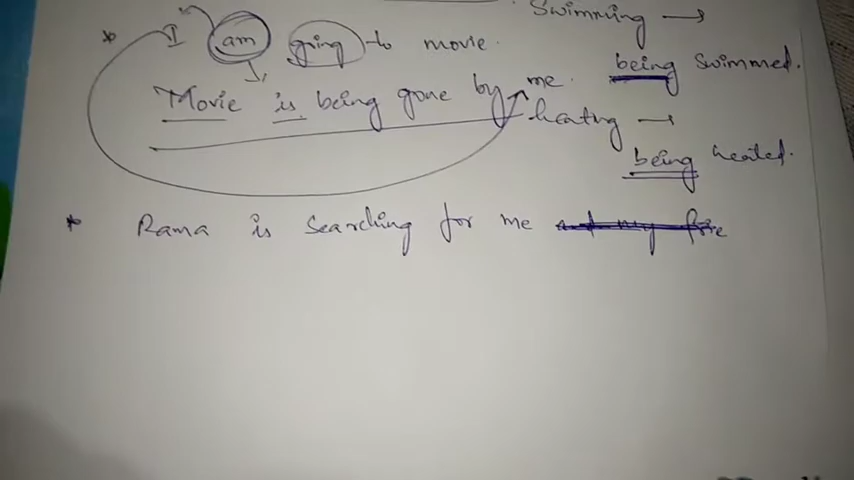 Swimming →
* I am going to movie.
being swimmed.
Movie is being gone by me.
heating →
being heated.
* Rama is searching for me